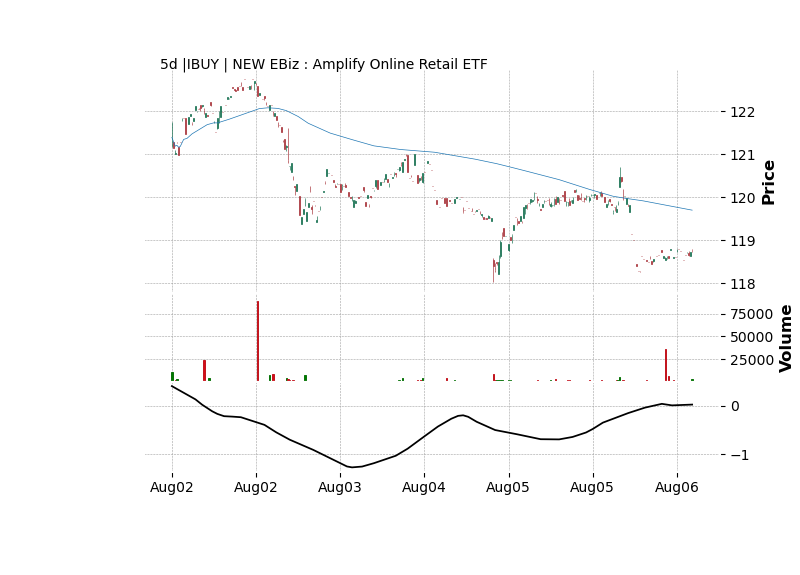 5d |IBUY | NEW EBiz : Amplify Online Retail ETF
122
121
120
119
118
Price
75000
50000
25000
Volume
0
−1
Aug02 Aug02 Aug03 Aug04 Aug05 Aug05 Aug06